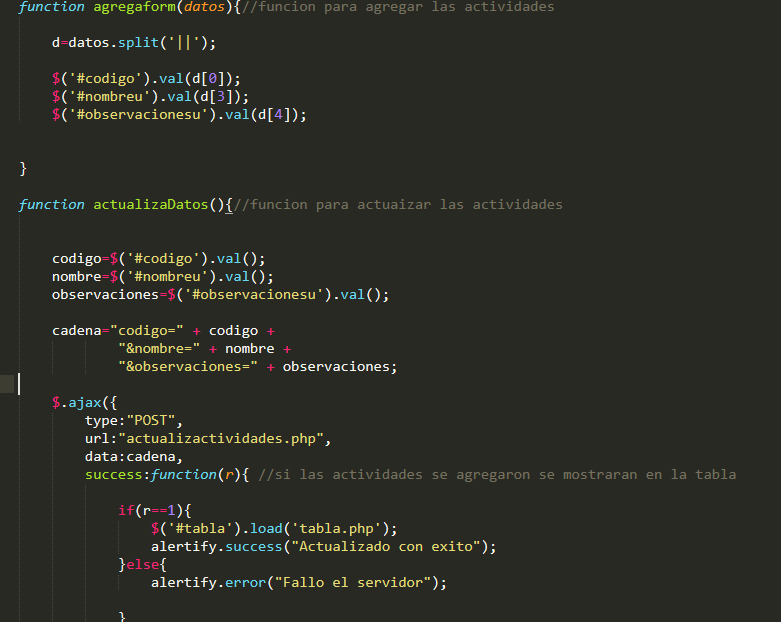 function agregaform(datos){//funcion para agregar las actividades
d=datos.split('||');
$('#codigo').val(d[0]);
$('#nombreu').val(d[3]);
$('#observacionesu').val(d[4]);
}
function actualizaDatos(){//funcion para actuaizar las actividades
codigo=$('#codigo').val();
nombre=$('#nombreu').val();
observaciones=$('#observacionesu').val();
cadena="codigo=" + codigo +
"&nombre=" + nombre +
"&observaciones=" + observaciones;
$.ajax({
type:"POST",
url:"actualizactividades.php",
data:cadena,
success:function(r){ //si las actividades se agregaron se mostraran en la tabla
if(r==1){
$('#tabla').load('tabla.php');
alertify.success("Actualizado con exito");
}else{
alertify.error("Fallo el servidor");
}